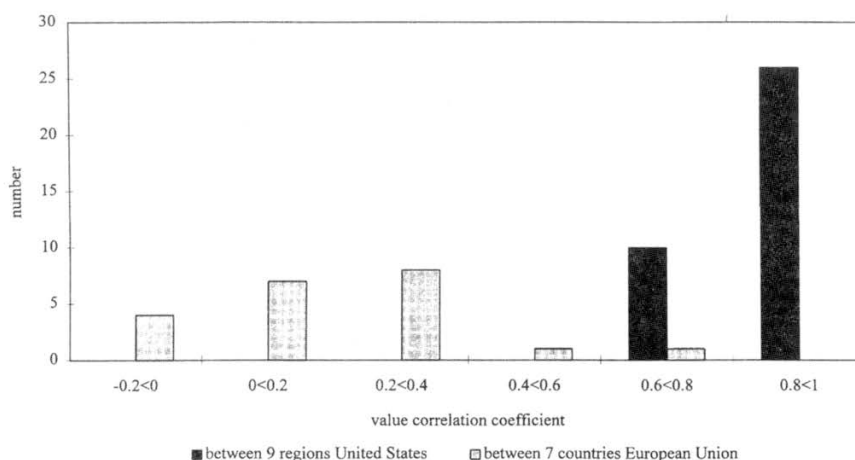 30
25
20
15
10
5
0
number
-0.2<0 0<0.2 0.2<0.4 0.4<0.6 0.6<0.8 0.8<1
value correlation coefficient
between 9 regions United States between 7 countries European Union